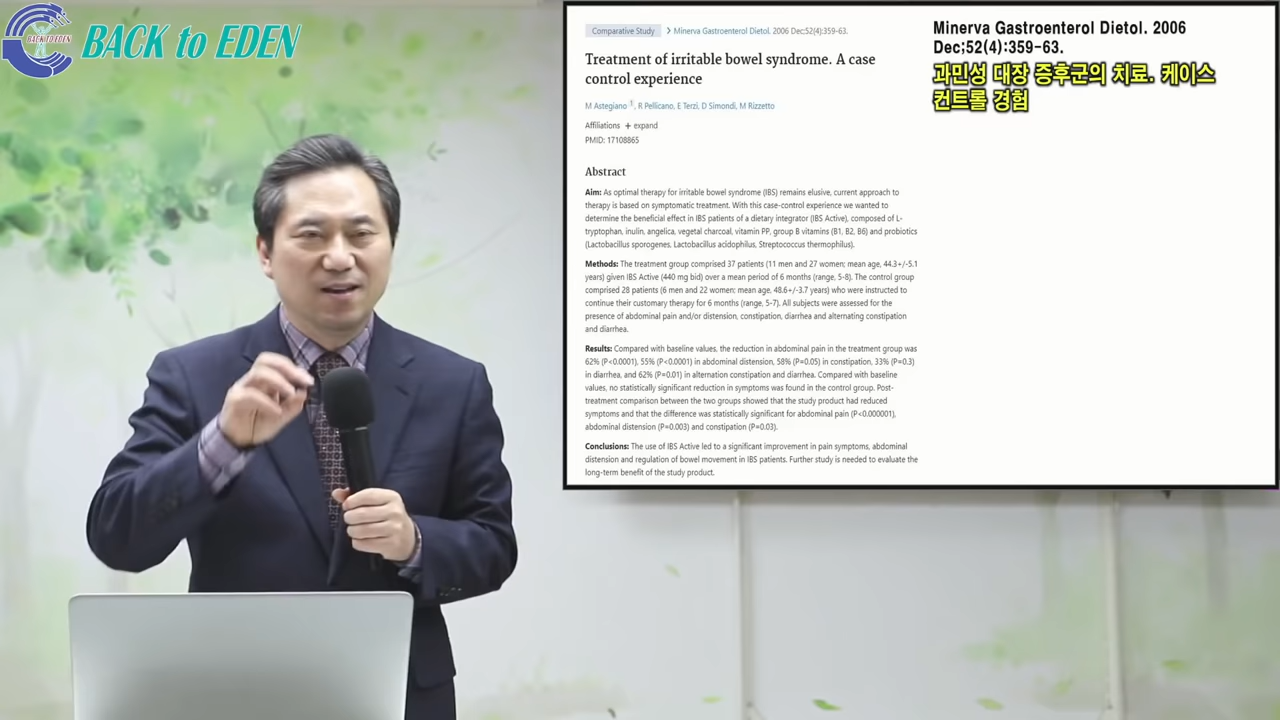 BACK TO EDEN
BACK to EDEN
Comparative Study > Minerva Gastroenterol Dietol. 2006 Dec;52(4):359-63.
Treatment of irritable bowel syndrome. A case
control experience
M Astegiano 1, R Pellicano, E Terzi, D Simondi, M Rizzetto
Affiliations + expand
PMID: 17108865
Abstract
Aim: As optimal therapy for irritable bowel syndrome (IBS) remains elusive, current approach to
therapy is based on symptomatic treatment. With this case-control experience we wanted to
determine the beneficial effect in IBS patients of a dietary integrator (IBS Active), composed of L-
tryptophan, inulin, angelica, vegetal charcoal, vitamin PP, group B vitamins (B1, B2, B6) and probiotics
(Lactobacillus sporogenes, Lactobacillus acidophilus, Streptococcus thermophilus).
Methods: The treatment group comprised 37 patients (11 men and 27 women; mean age, 44.3+/-5.1
years) given IBS Active (440 mg bid) over a mean period of 6 months (range, 5-8). The control group
comprised 28 patients (6 men and 22 women; mean age, 48.6+/-3.7 years) who were instructed to
continue their customary therapy for 6 months (range, 5-7). All subjects were assessed for the
presence of abdominal pain and/or distension, constipation, diarrhea and alternating constipation
and diarrhea.
Results: Compared with baseline values, the reduction in abdominal pain in the treatment group was
62% (P<0.0001), 55% (P<0.0001) in abdominal distension, 58% (P=0.05) in constipation, 33% (P=0.3)
in diarrhea, and 62% (P=0.01) in alternation constipation and diarrhea. Compared with baseline
values, no statistically significant reduction in symptoms was found in the control group. Post-
treatment comparison between the two groups showed that the study product had reduced
symptoms and that the difference was statistically significant for abdominal pain (P<0.000001),
abdominal distension (P=0.003) and constipation (P=0.03).
Conclusions: The use of IBS Active led to a significant improvement in pain symptoms, abdominal
distension and regulation of bowel movement in IBS patients. Further study is needed to evaluate the
long-term benefit of the study product.
Minerva Gastroenterol Dietol. 2006
Dec;52(4):359-63.
과민성 대장 증후군의 치료. 케이스
컨트롤 경험